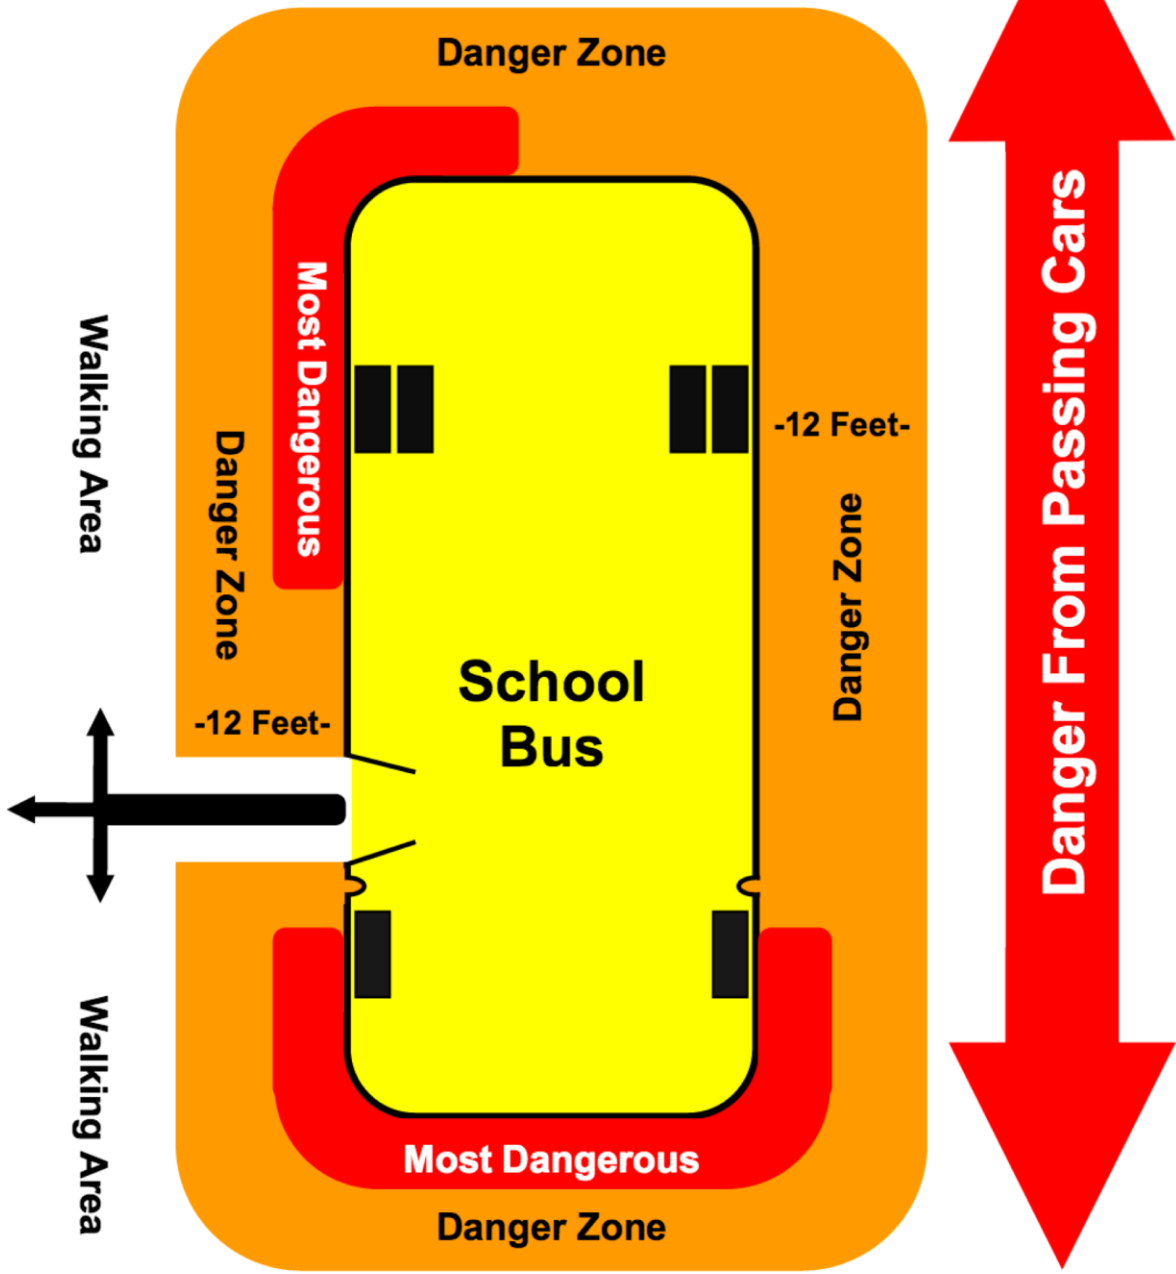 Danger Zone
Most Dangerous
Walking Area
Danger Zone
-12 Feet-
Danger Zone
Danger From Passing Cars
School
Bus
-12 Feet-
Walking Area
Most Dangerous
Danger Zone